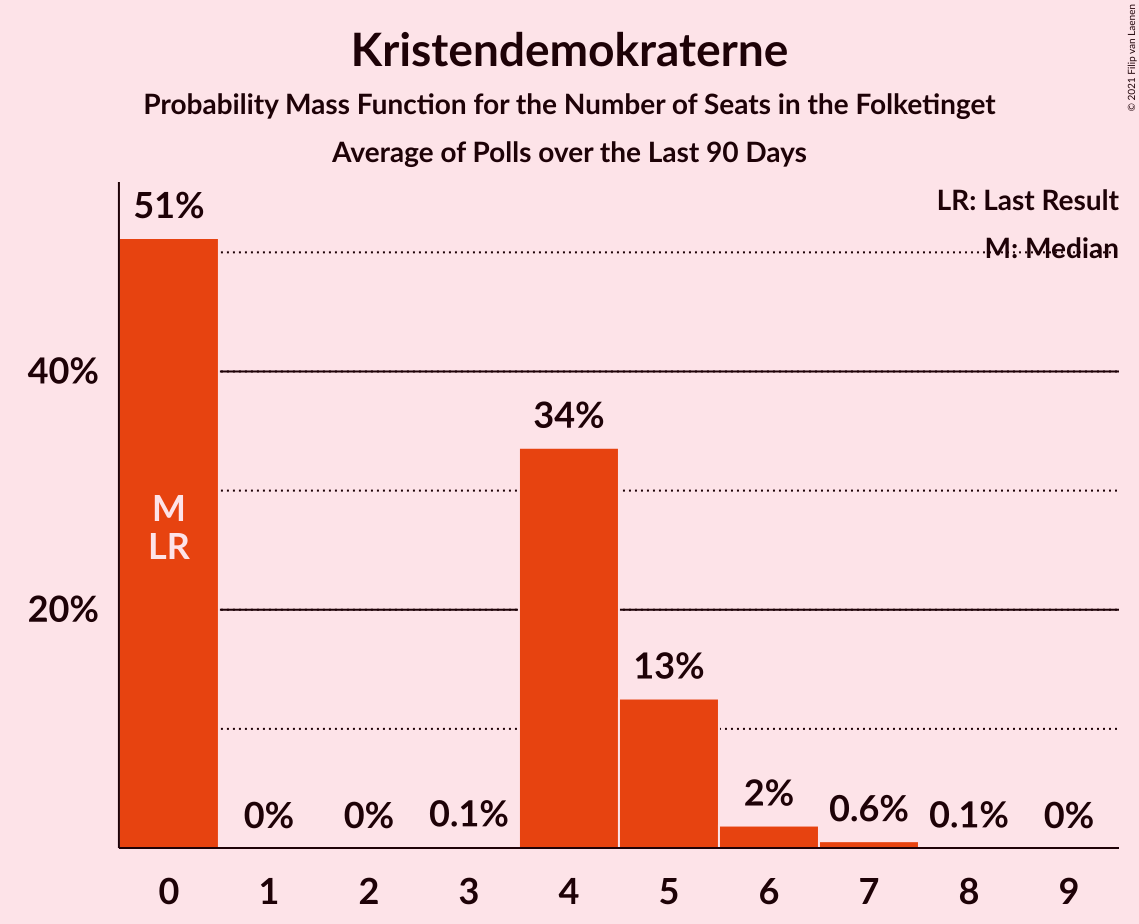 Kristendemokraterne
Probability Mass Function for the Number of Seats in the Folketinget
Average of Polls over the Last 90 Days
© 2021 Filip van Laenen
LR: Last Result
M: Median
51%
40%
34%
M
LR
20%
13%
0%
0%
0.1%
2%
0.6%
0.1%
0%
0
1
2
3
4
5
6
7
8
9